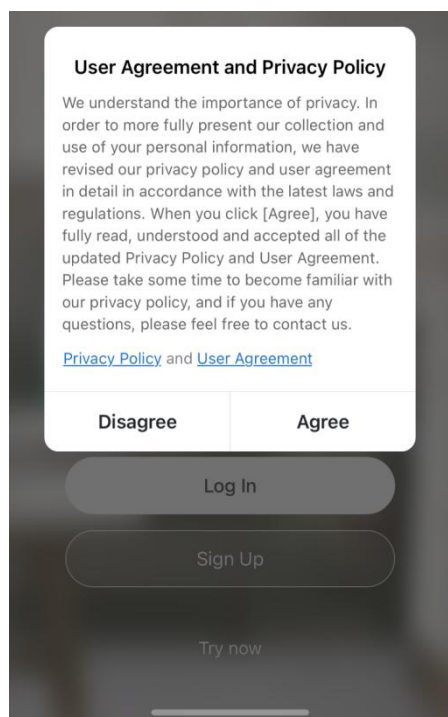 User Agreement and Privacy Policy
We understand the importance of privacy. In
order to more fully present our collection and
use of your personal information, we have
revised our privacy policy and user agreement
in detail in accordance with the latest laws and
regulations. When you click [Agree], you have
fully read, understood and accepted all of the
updated Privacy Policy and User Agreement.
Please take some time to become familiar with
our privacy policy, and if you have any
questions, please feel free to contact us.
Privacy Policy and User Agreement
Disagree Agree
Log In
Sign Up
Try now